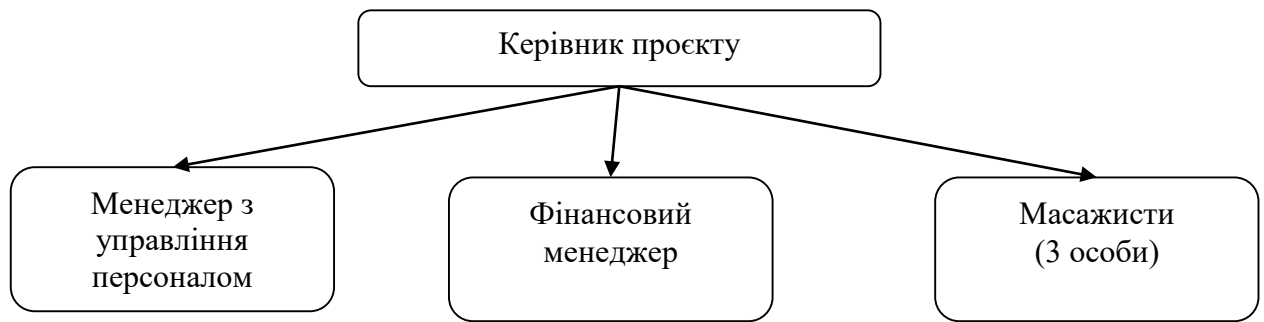 Керівник проєкту
Менеджер з
управління
персоналом
Фінансовий
менеджер
Масажисти
(3 особи)